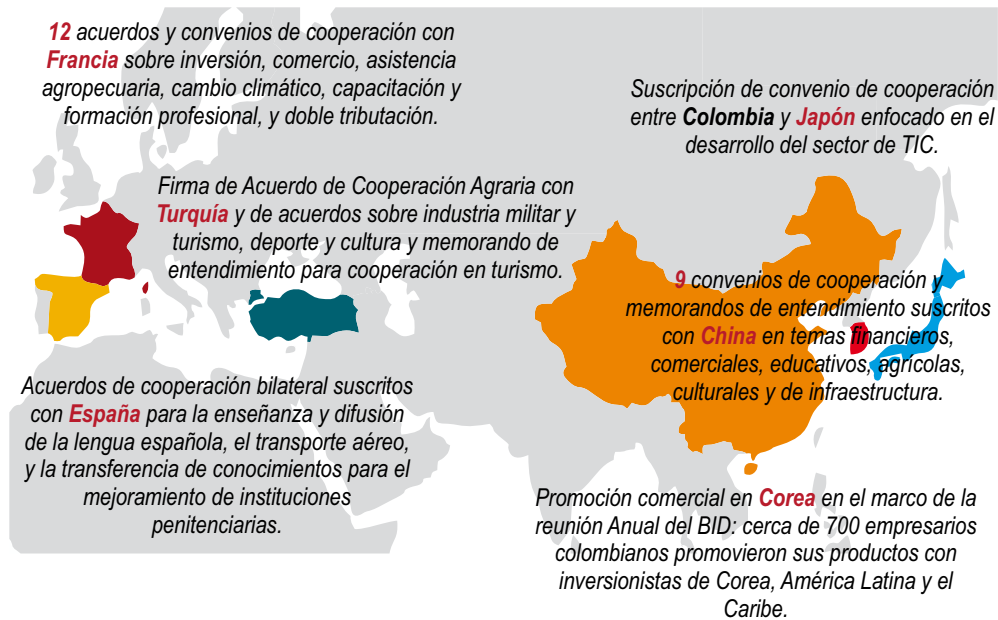 12 acuerdos y convenios de cooperación con
Francia sobre inversión, comercio, asistencia
agropecuaria, cambio climático, capacitación y
formación profesional, y doble tributación.
Suscripción de convenio de cooperación
entre Colombia y Japón enfocado en el
desarrollo del sector de TIC.
Firma de Acuerdo de Cooperación Agraria con
Turquía y de acuerdos sobre industria militar y
turismo, deporte y cultura y memorando de
entendimiento para cooperación en turismo.
9 convenios de cooperación y
memorandos de entendimiento suscritos
con China en temas financieros,
comerciales, educativos, agrícolas,
culturales y de infraestructura.
Acuerdos de cooperación bilateral suscritos
con España para la enseñanza y difusión
de la lengua española, el transporte aéreo,
y la transferencia de conocimientos para el
mejoramiento de instituciones
penitenciarias.
Promoción comercial en Corea en el marco de la
reunión Anual del BID: cerca de 700 empresarios
colombianos promovieron sus productos con
inversionistas de Corea, América Latina y el
Caribe.